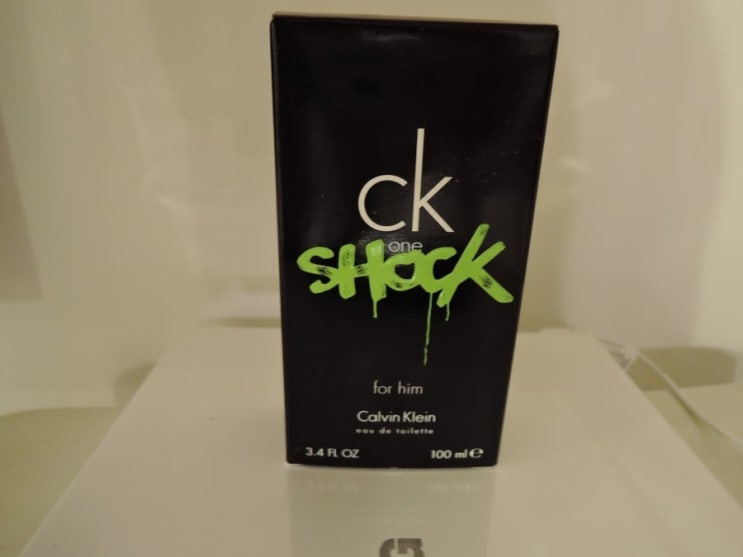 ck
one
SHOCK
for him
Calvin Klein
eau de toilette
3.4 FL OZ 100 ml ℮
G